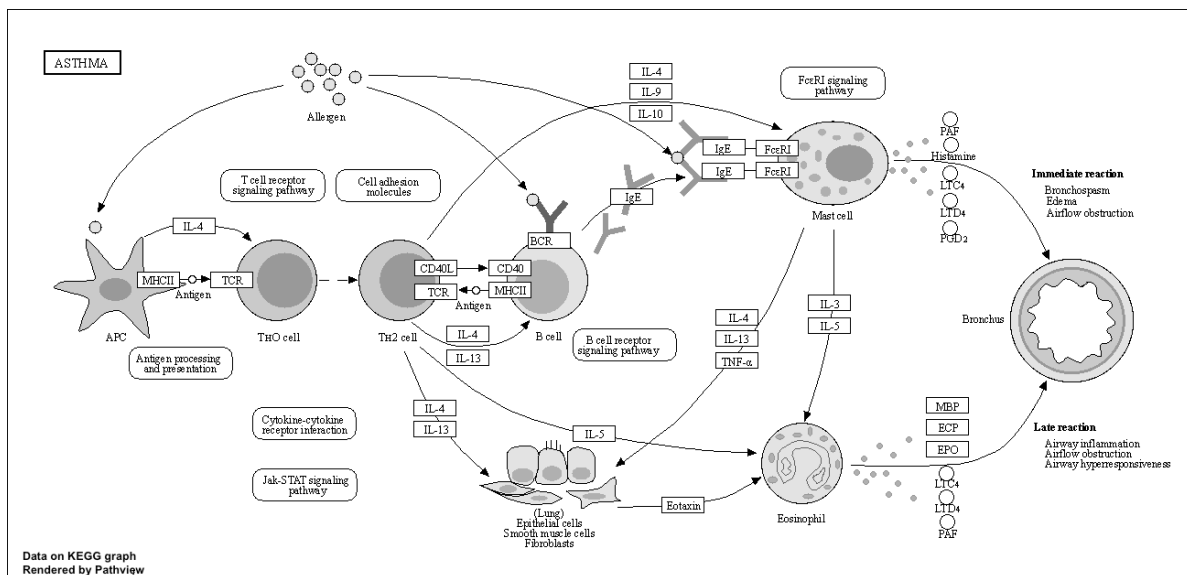 ASTHMA
Allergen
IL-4
IL-9
IL-10
FcεRI signaling
pathway
PAF
Histamine
LTC4
LTD4
PGD2
Immediate reaction
Bronchospasm
Edema
Airflow obstruction
IgE
FcεRI
IgE
FcεRI
Mast cell
T cell receptor
signaling pathway
Cell adhesion
molecules
IgE
IL-4
BCR
MHCII
Antigen
TCR
CD40L
CD40
TCR
Antigen
MHCII
APC
TH0 cell
TH2 cell
IL-4
IL-13
B cell
B cell receptor
signaling pathway
Antigen processing
and presentation
IL-4
IL-13
TNF-α
IL-3
IL-5
Bronchus
Cytokine-cytokine
receptor interaction
IL-4
IL-13
IL-5
Jak-STAT signaling
pathway
(Lung)
Epithelial cells
Smooth muscle cells
Fibroblasts
Eotaxin
Eosinophil
MBP
ECP
EPO
LTC4
LTD4
PAF
Late reaction
Airway inflammation
Airflow obstruction
Airway hyperresponsiveness
Data on KEGG graph
Rendered by Pathview